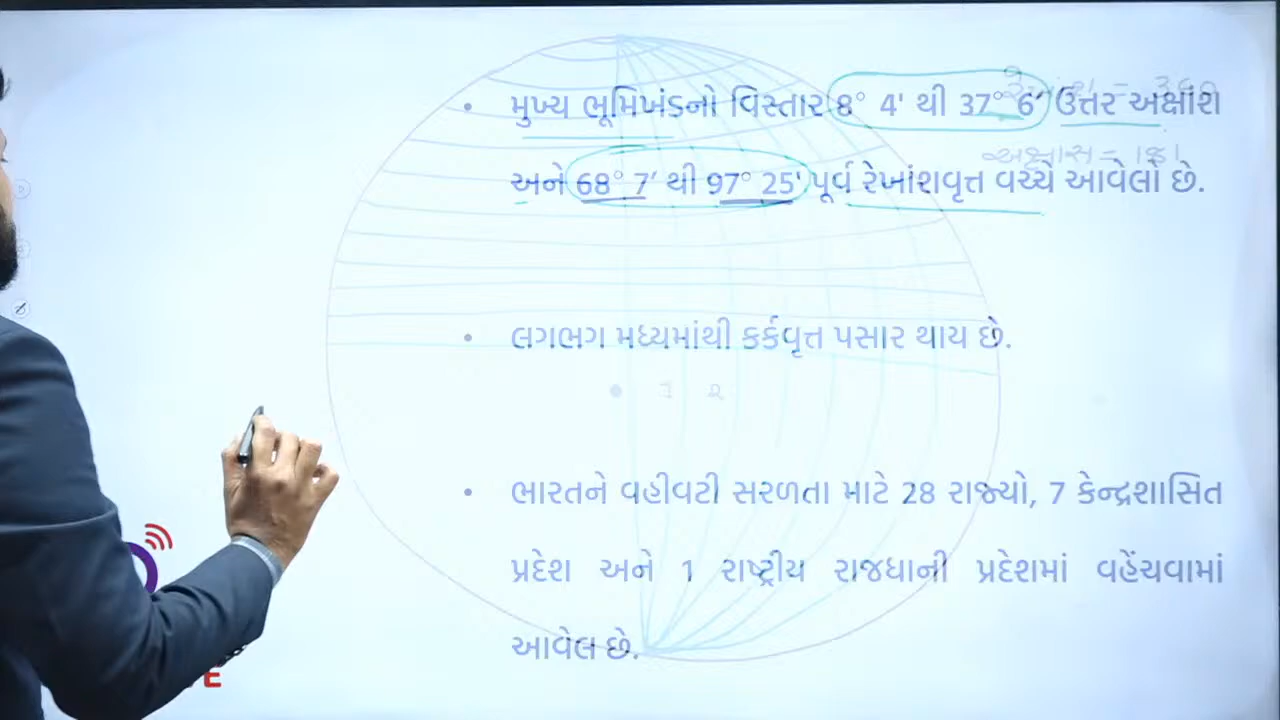 • મુખ્ય ભૂમિખંડનો વિસ્તાર 8° 4' થી 37° 6' ઉત્તર અક્ષાંશ
અને 68° 7' થી 97° 25' પૂર્વ રેખાંશવૃત્ત વચ્ચે આવેલો છે.
• લગભગ મધ્યમાંથી કર્કવૃત્ત પસાર થાય છે.
• ભારતને વહીવટી સરળતા માટે 28 રાજ્યો, 7 કેન્દ્રશાસિત
પ્રદેશ અને 1 રાષ્ટ્રીય રાજધાની પ્રદેશમાં વહેંચવામાં
આવેલ છે.